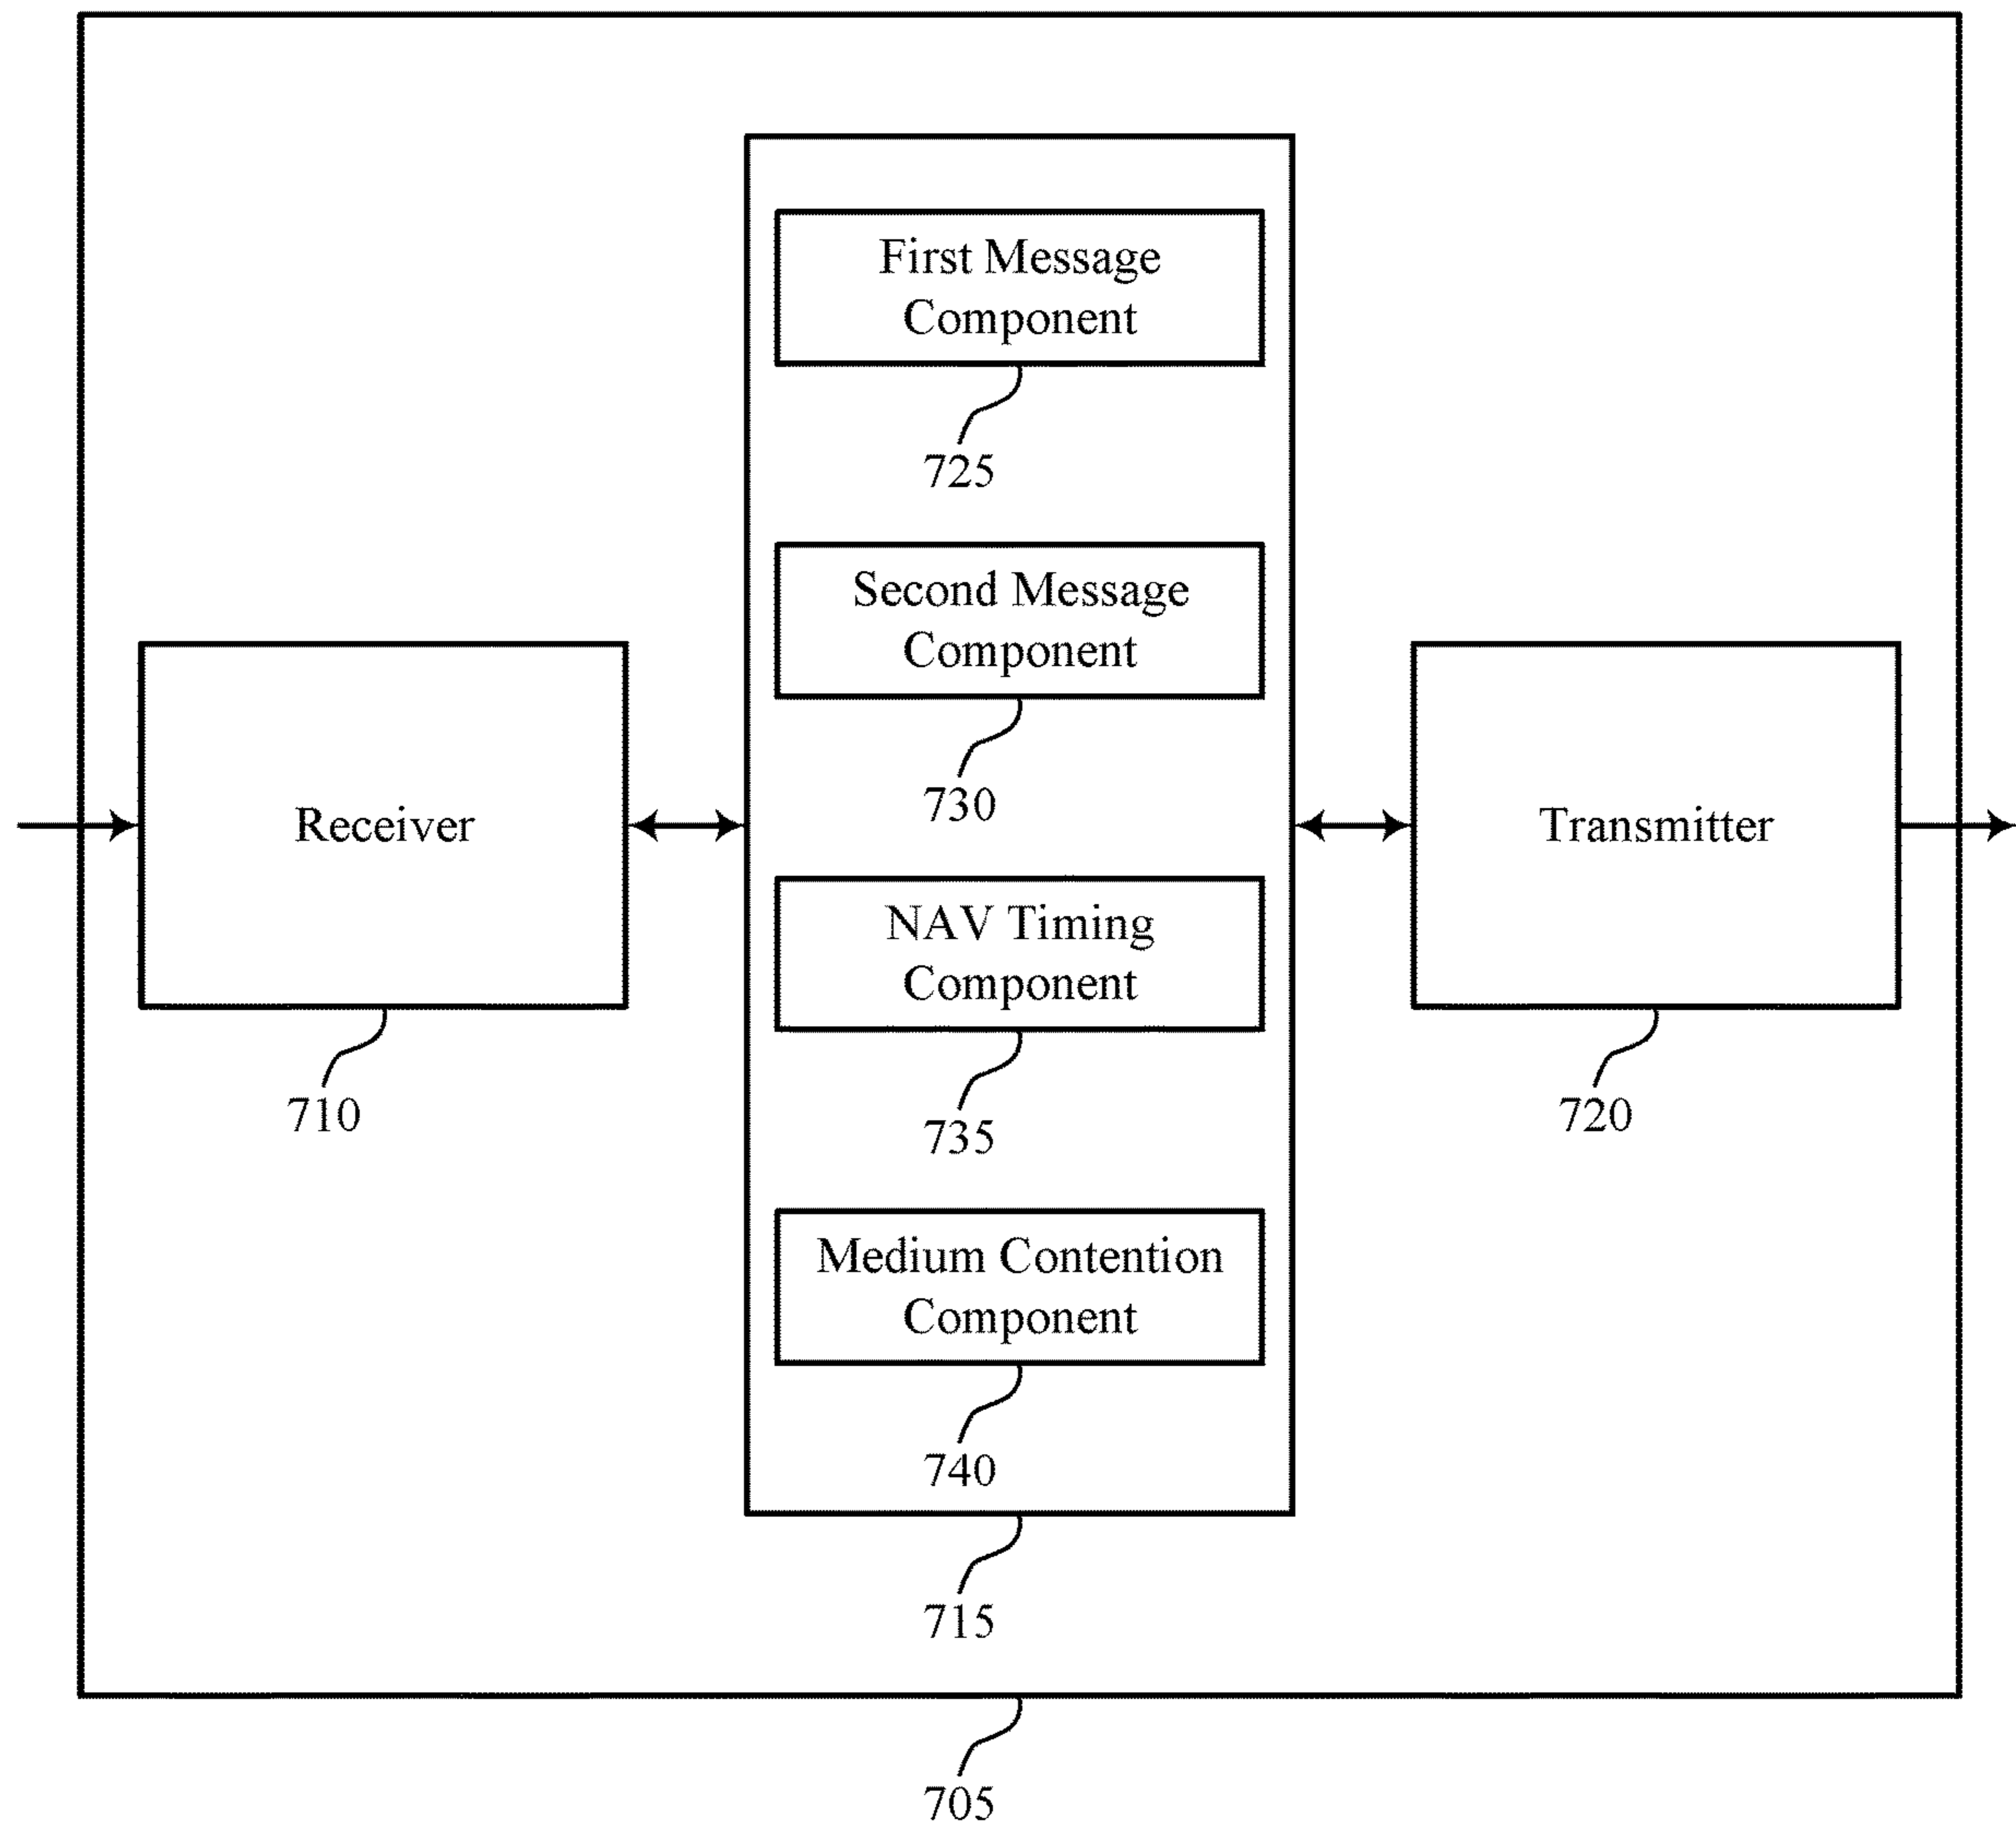 First Message
Component
725
Second Message
Component
730
Receiver
710
NAV Timing
Component
735
Transmitter
720
Medium Contention
Component
740
715
705